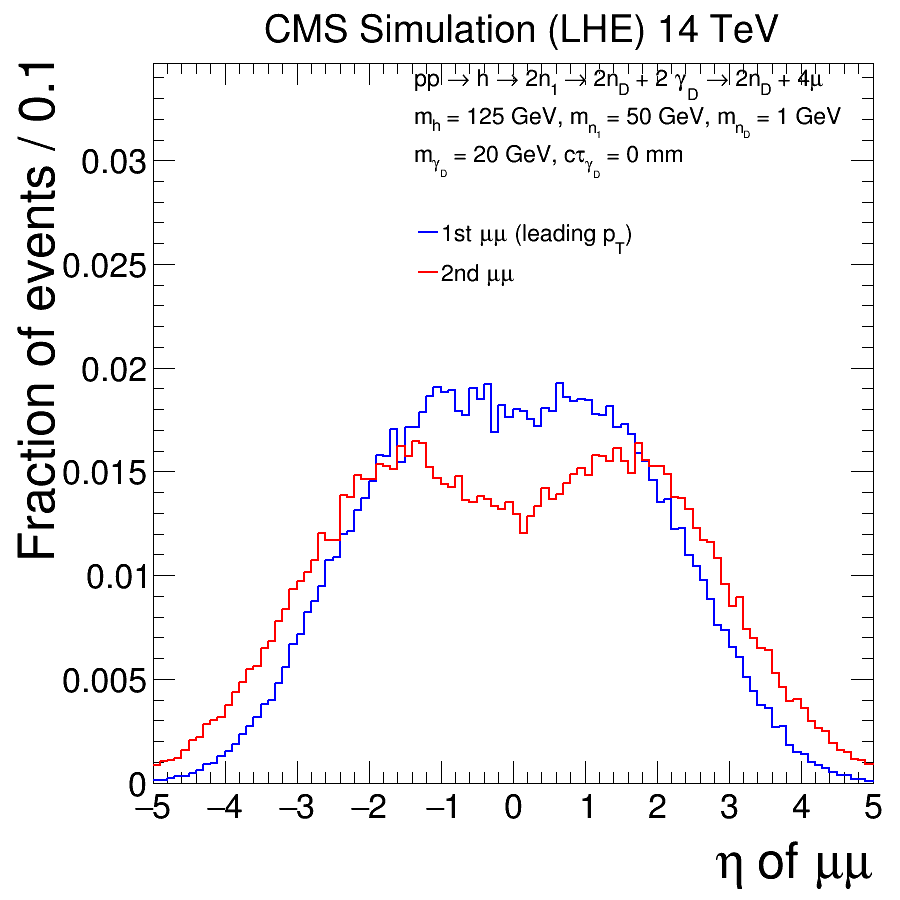 CMS Simulation (LHE) 14 TeV
pp → h → 2n1 → 2nD + 2 γD → 2nD + 4μ
mh = 125 GeV, mn1 = 50 GeV, mnD = 1 GeV
mγD = 20 GeV, cτγD = 0 mm
1st μμ (leading pT)
2nd μμ
Fraction of events / 0.1
0.03
0.025
0.02
0.015
0.01
0.005
0
−5 −4 −3 −2 −1 0 1 2 3 4 5
η of μμ